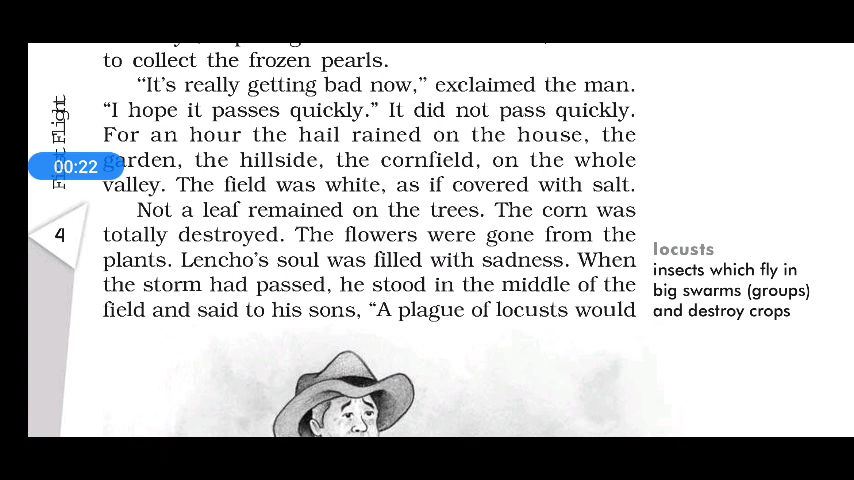 to collect the frozen pearls.
“It’s really getting bad now,” exclaimed the man.
“I hope it passes quickly.” It did not pass quickly.
For an hour the hail rained on the house, the
garden, the hillside, the cornfield, on the whole
valley. The field was white, as if covered with salt.
Not a leaf remained on the trees. The corn was
totally destroyed. The flowers were gone from the
plants. Lencho’s soul was filled with sadness. When
the storm had passed, he stood in the middle of the
field and said to his sons, “A plague of locusts would
locusts
insects which fly in
big swarms (groups)
and destroy crops
First Flight
00:22
4